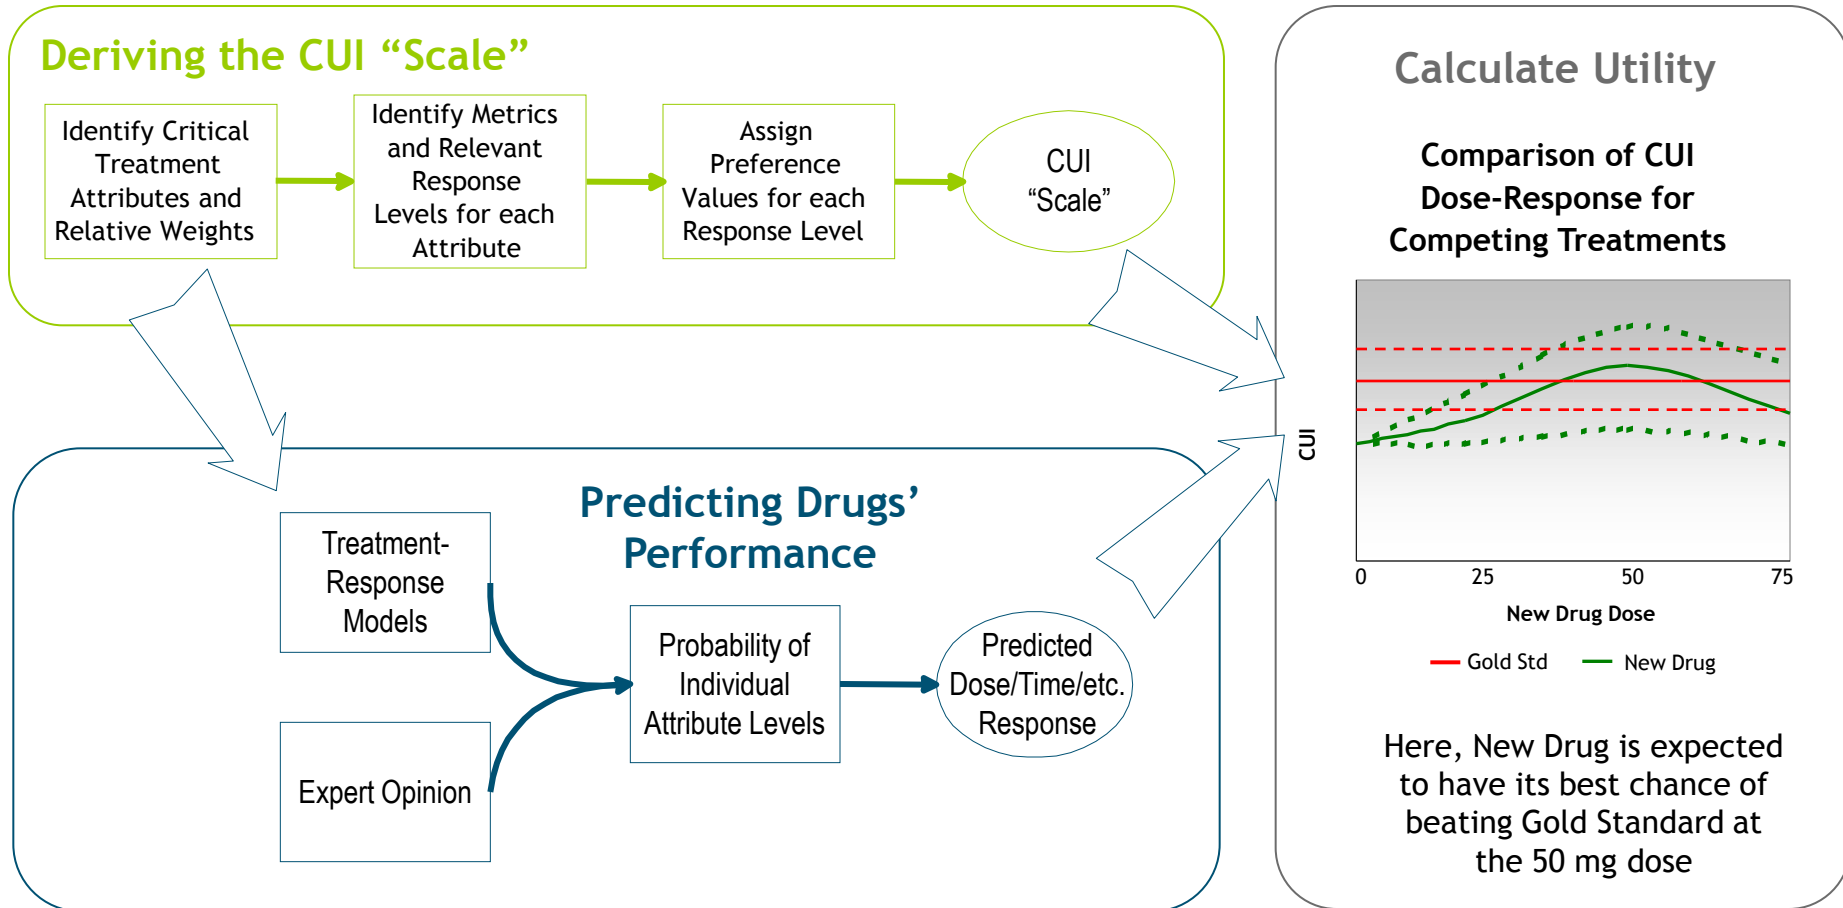 Deriving the CUI “Scale”
Identify Critical
Treatment
Attributes and
Relative Weights
Identify Metrics
and Relevant
Response
Levels for each
Attribute
Assign
Preference
Values for each
Response Level
CUI
“Scale”
Predicting Drugs’
Performance
Treatment-
Response
Models
Expert Opinion
Probability of
Individual
Attribute Levels
Predicted
Dose/Time/etc.
Response
Calculate Utility
Comparison of CUI
Dose-Response for
Competing Treatments
CUI
0 25 50 75
New Drug Dose
Gold Std New Drug
Here, New Drug is expected
to have its best chance of
beating Gold Standard at
the 50 mg dose